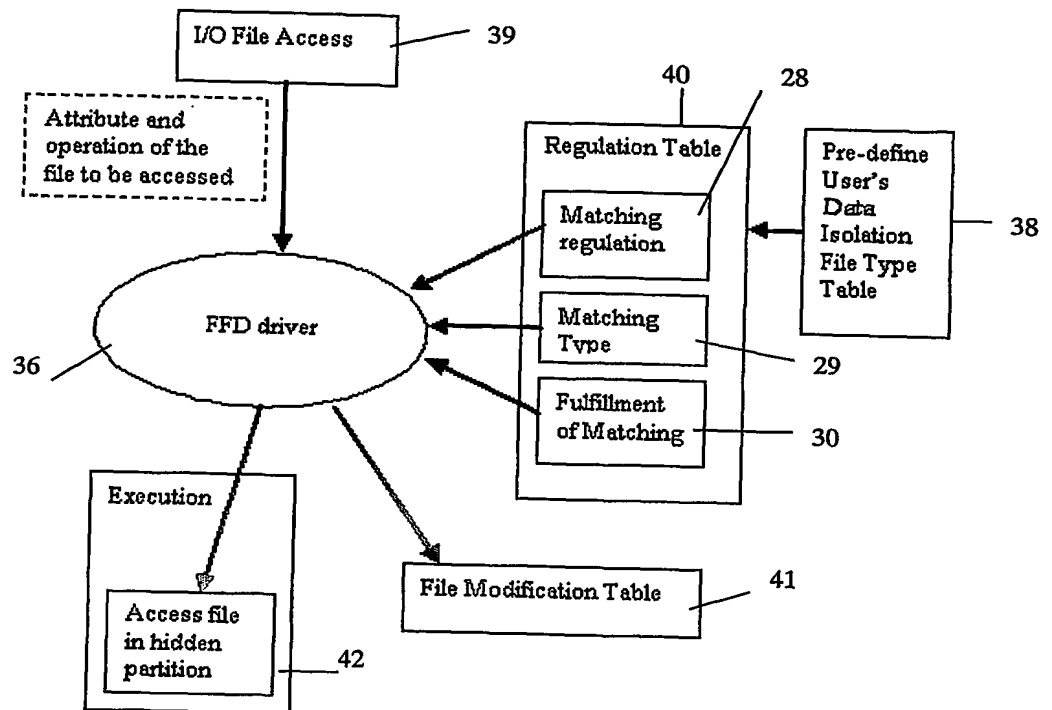 I/O File Access
39
Attribute and
operation of the
file to be accessed
40
28
Regulation Table
Pre-define
User's
Data
Isolation
File Type
Table
38
Matching
regulation
FFD driver
36
Matching
Type
29
Fulfillment
of Matching
30
Execution
File Modification Table
41
Access file
in hidden
partition
42